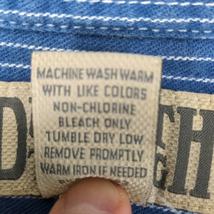 MACHINE WASH WARM
WITH LIKE COLORS
NON-CHLORINE
BLEACH ONLY
TUMBLE DRY LOW
REMOVE PROMPTLY
WARM IRON IF NEEDED